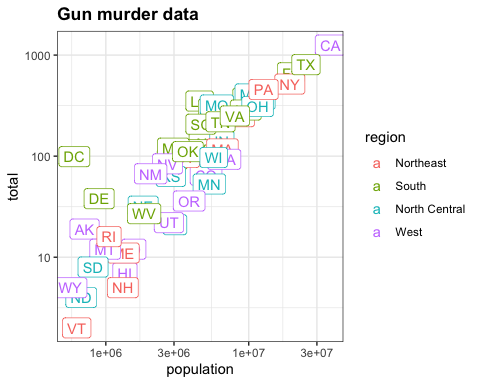 Gun murder data
total
1000
100
10
CA
TX
NY
PA
OH
VA
DC
OK
WI
NM
MN
DE
OR
WV
UT
AK
RI
SD
HI
WY
ND
NH
VT
1e+06
3e+06
1e+07
3e+07
population
region
a Northeast
a South
a North Central
a West